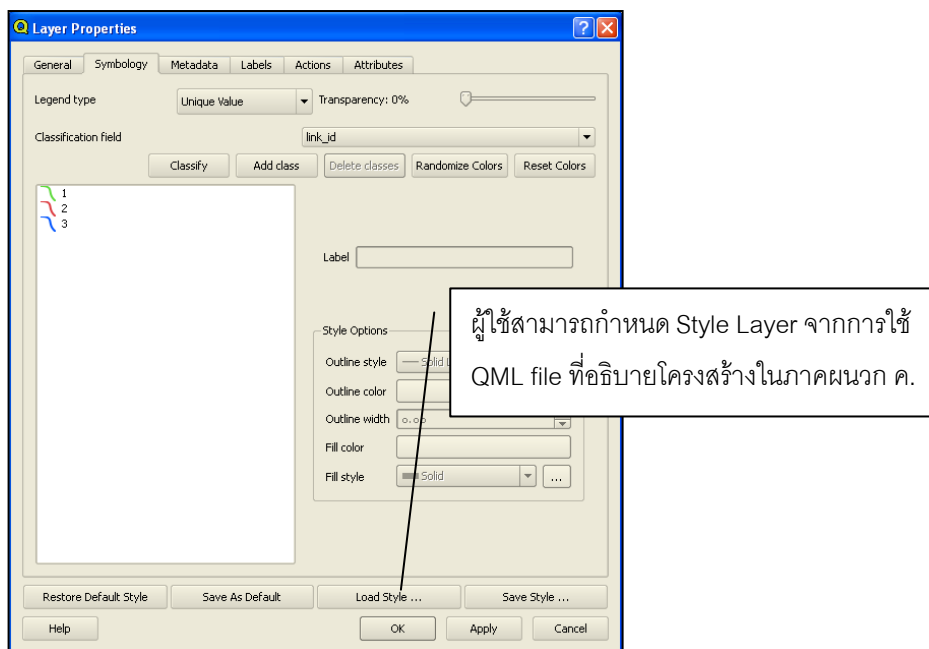 Layer Properties
General Symbology Metadata Labels Actions Attributes
Legend type Unique Value Transparency: 0%
Classification field link_id
Classify Add class Delete classes Randomize Colors Reset Colors
1
2
3
Label
ผู้ใช้สามารถกำหนด Style Layer จากการใช้
QML file ที่อธิบายโครงสร้างในภาคผนวก ค.
Style Options
Outline style Solid L
Outline color
Outline width 0.00
Fill color
Fill style Solid ...
Restore Default Style Save As Default Load Style ... Save Style ...
Help OK Apply Cancel